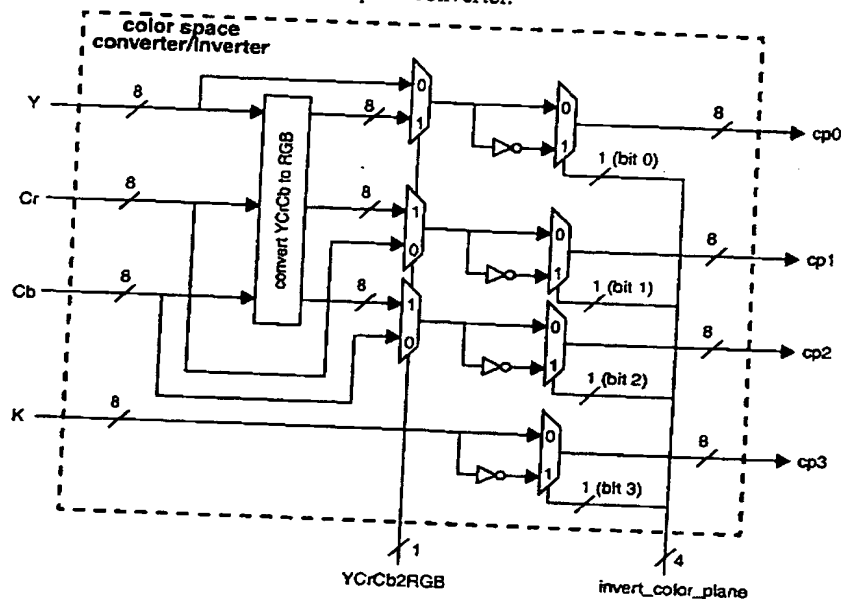 converter.
color space
converter/inverter
Y
8
8
0
1
0
1
8
cp0
1 (bit 0)
Cr
8
convert YCrCb to RGB
8
1
0
0
1
8
cp1
1 (bit 1)
Cb
8
8
1
0
0
1
8
cp2
1 (bit 2)
K
8
0
1
8
cp3
1 (bit 3)
1
YCrCb2RGB
4
invert_color_plane